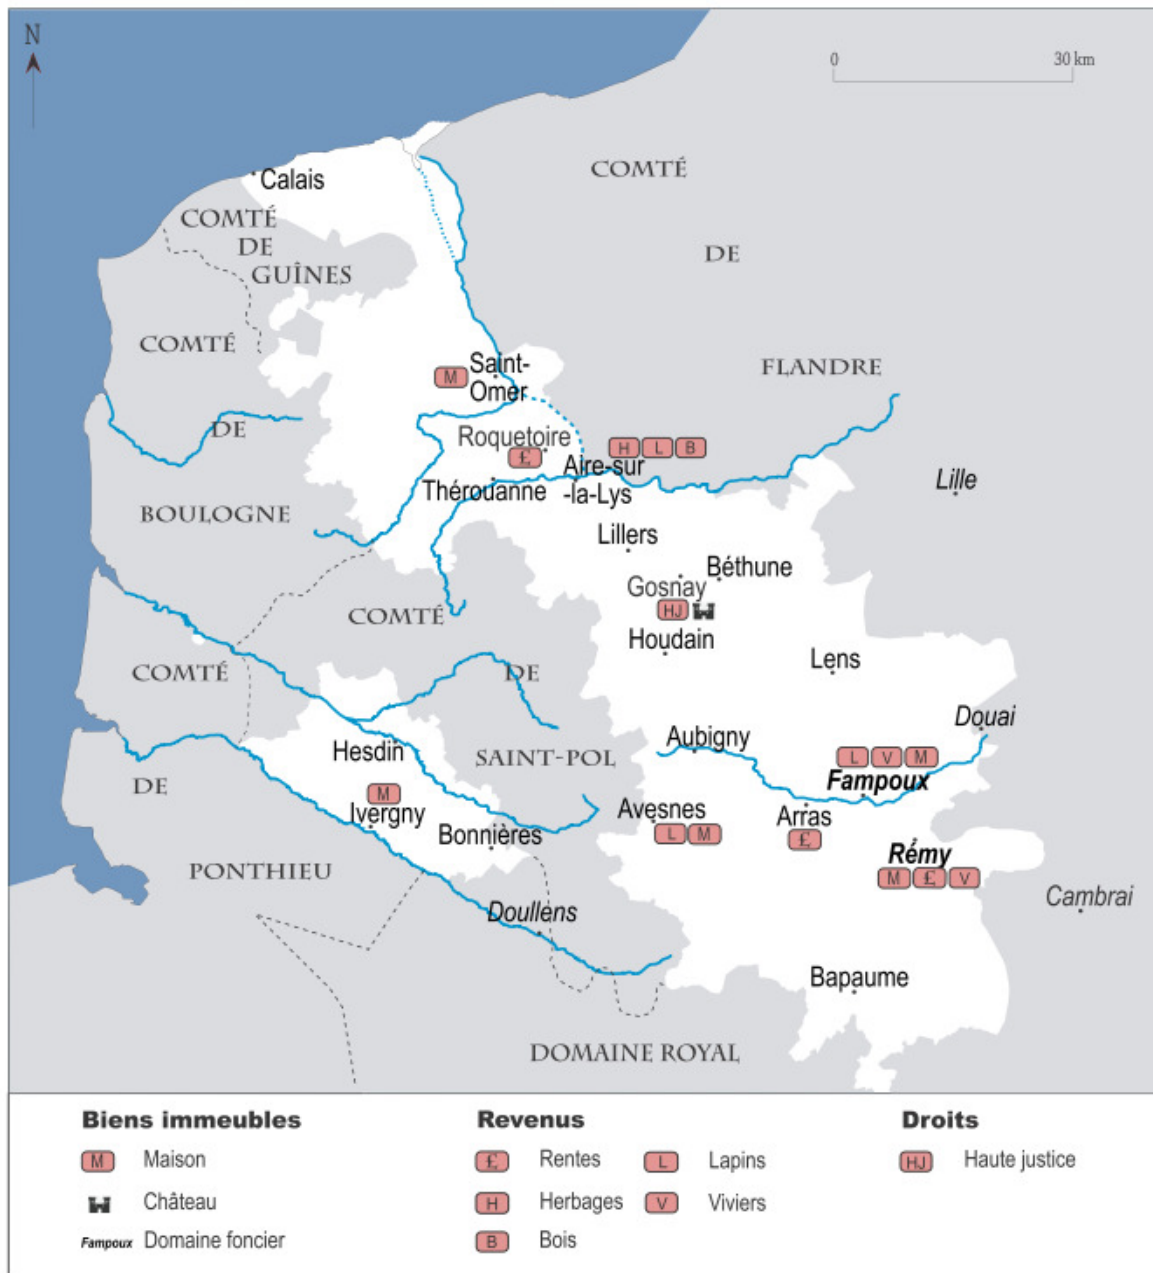 N
0 30 km
COMTÉ
Calais
COMTÉ
DE
GUÎNES
DE
COMTÉ
FLANDRE
M
Saint-
Omer
DE
Roquetoire
£
H L B
Aire-sur
-la-Lys
Thérouanne
Lille
BOULOGNE
Lillers
Béthune
Gosnay
HJ
COMTÉ
Houdain
Lens
COMTÉ
DE
Douai
Aubigny
Hesdin
SAINT-POL
L V M
Fampoux
DE
M
Ivergny
Avesnes
L M
Arras
£
Bonnières
Rémy
M £ V
PONTHIEU
Cambrai
Doullens
Bapaume
DOMAINE ROYAL
Biens immeubles
M Maison
Château
Fampoux Domaine foncier
Revenus
£ Rentes
H Herbages
B Bois
L Lapins
V Viviers
Droits
HJ Haute justice